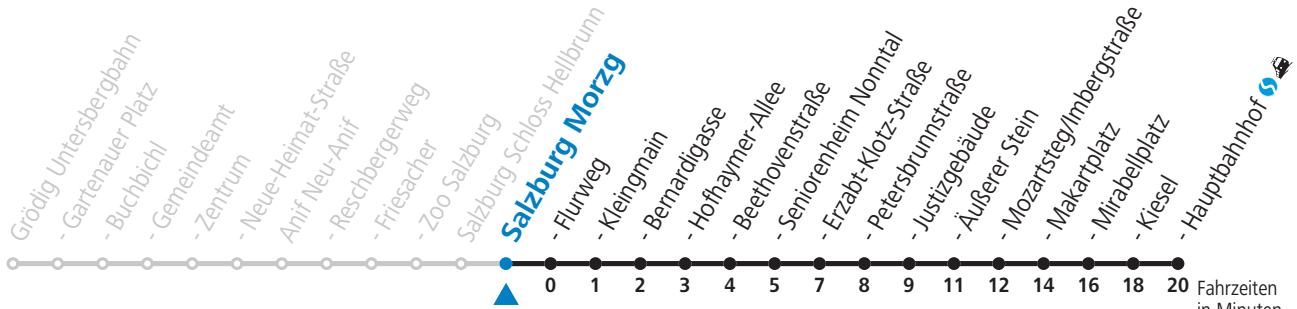 Grödig Untersbergbahn
- Gartenauer Platz
- Buchbichl
- Gemeindeamt
- Zentrum
- Neue-Heimat-Straße
Anif Neu-Anif
- Reschbergerweg
- Friesacher
- Zoo Salzburg
Salzburg Schloss Hellbrunn
Salzburg Morzg
- Flurweg
- Kleingmain
- Bernardigasse
- Hofhaymer-Allee
- Beethovenstraße
- Seniorenheim Nonntal
- Erzabt-Klotz-Straße
- Petersbrunnstraße
- Justizgebäude
- Äußerer Stein
- Mozartsteg/Imbergstraße
- Makartplatz
- Mirabellplatz
- Kiesel
- Hauptbahnhof
0 1 2 3 4 5 7 8 9 11 12 14 16 18 20
Fahrzeiten
in Minuten